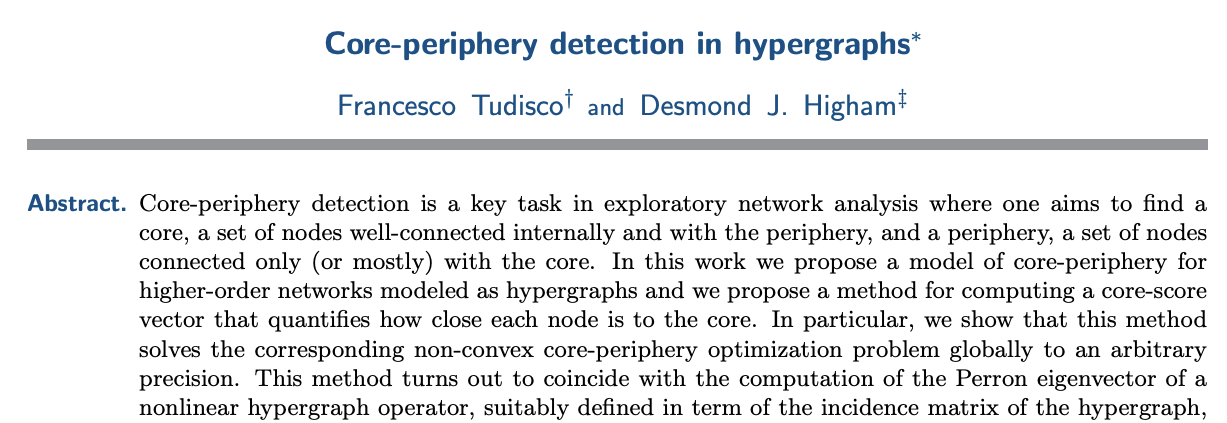 Core-periphery detection in hypergraphs*
Francesco Tudisco† and Desmond J. Higham‡
Abstract. Core-periphery detection is a key task in exploratory network analysis where one aims to find a
core, a set of nodes well-connected internally and with the periphery, and a periphery, a set of nodes
connected only (or mostly) with the core. In this work we propose a model of core-periphery for
higher-order networks modeled as hypergraphs and we propose a method for computing a core-score
vector that quantifies how close each node is to the core. In particular, we show that this method
solves the corresponding non-convex core-periphery optimization problem globally to an arbitrary
precision. This method turns out to coincide with the computation of the Perron eigenvector of a
nonlinear hypergraph operator, suitably defined in term of the incidence matrix of the hypergraph,